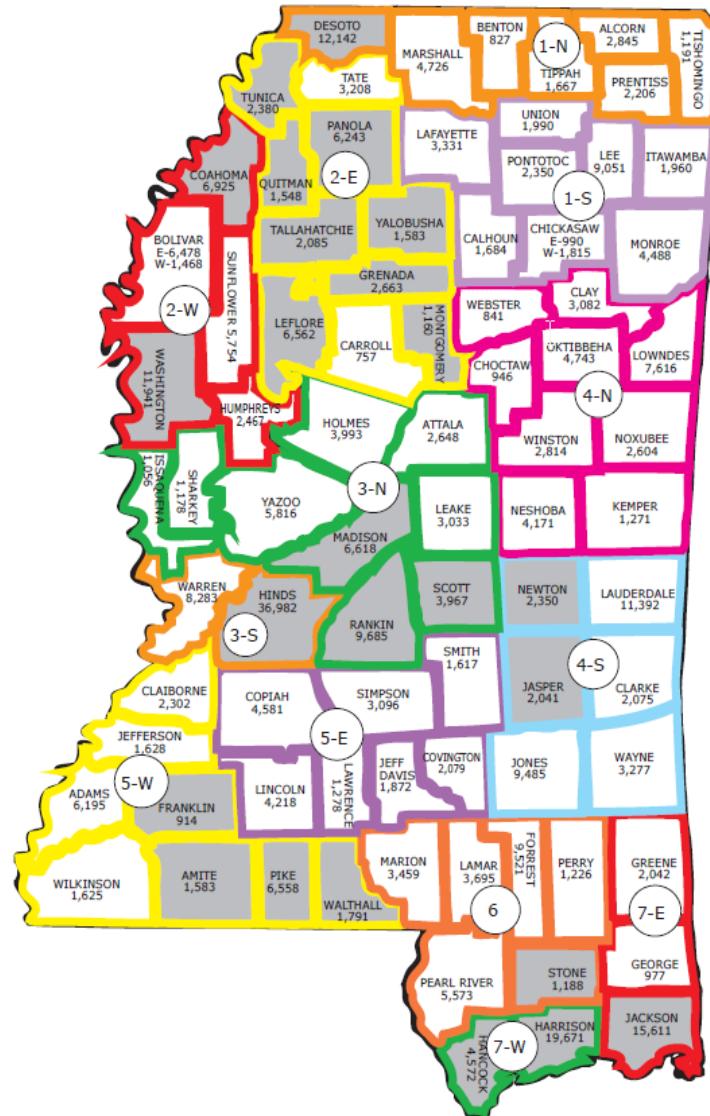 DESOTO
12,142
MARSHALL
4,726
BENTON
827
1-N
TIPPAH
1,667
ALCORN
2,845
PRENTISS
2,206
TISHOMINGO
1,191
TATE
3,208
TUNICA
2,380
PANOLA
6,243
2-E
LAFAYETTE
3,331
UNION
1,990
PONTOTOC
2,350
LEE
9,051
ITAWAMBA
1,960
1-S
COAHOMA
6,925
QUITMAN
1,548
TALLAHATCHIE
2,085
YALOBUSHA
1,583
CALHOUN
1,684
CHICKASAW
E-990
W-1,815
MONROE
4,488
BOLIVAR
E-6,478
W-1,468
SUNFLOWER 5,754
2-W
GRENADA
2,663
LEFLORE
6,562
CARROLL
757
MONTGOMERY
1,160
WEBSTER
841
CLAY
3,082
OKTIBBEHA
4,743
LOWNDES
7,616
CHOCTAW
946
4-N
WASHINGTON
11,941
HUMPHREYS
2,467
HOLMES
3,993
ATTALA
2,648
WINSTON
2,814
NOXUBEE
2,604
ISSAQUENA
1,056
SHARKEY
1,178
YAZOO
5,816
3-N
MADISON
6,618
LEAKE
3,033
NESHOBA
4,171
KEMPER
1,271
WARREN
8,283
HINDS
36,982
3-S
RANKIN
9,685
SCOTT
3,967
NEWTON
2,350
LAUDERDALE
11,392
SMITH
1,617
JASPER
2,041
4-S
CLARKE
2,075
CLAIBORNE
2,302
COPIAH
4,581
SIMPSON
3,096
5-E
JEFFERSON
1,628
5-W
ADAMS
6,195
FRANKLIN
914
LINCOLN
4,218
LAWRENCE
1,278
JEFF
DAVIS
1,872
COVINGTON
2,079
JONES
9,485
WAYNE
3,277
WILKINSON
1,625
AMITE
1,583
PIKE
6,558
WALTHALL
1,791
MARION
3,459
LAMAR
3,695
FORREST
9,521
PERRY
1,226
GREENE
2,042
6
7-E
PEARL RIVER
5,573
STONE
1,188
GEORGE
977
7-W
HANCOCK
4,572
HARRISON
19,671
JACKSON
15,611